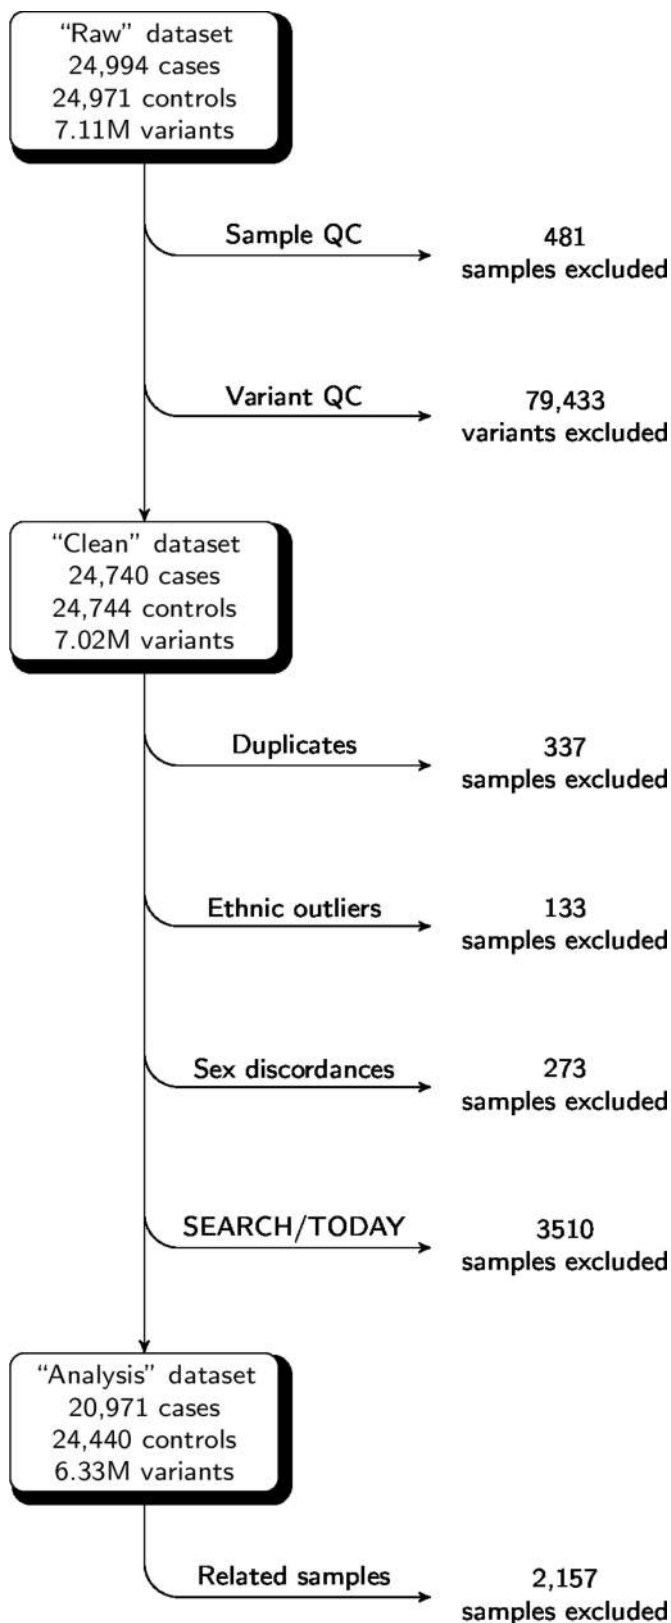 “Raw” dataset
24,994 cases
24,971 controls
7.11M variants
Sample QC
481
samples excluded
Variant QC
79,433
variants excluded
“Clean” dataset
24,740 cases
24,744 controls
7.02M variants
Duplicates
337
samples excluded
Ethnic outliers
133
samples excluded
Sex discordances
273
samples excluded
SEARCH/TODAY
3510
samples excluded
“Analysis” dataset
20,971 cases
24,440 controls
6.33M variants
Related samples
2,157
samples excluded